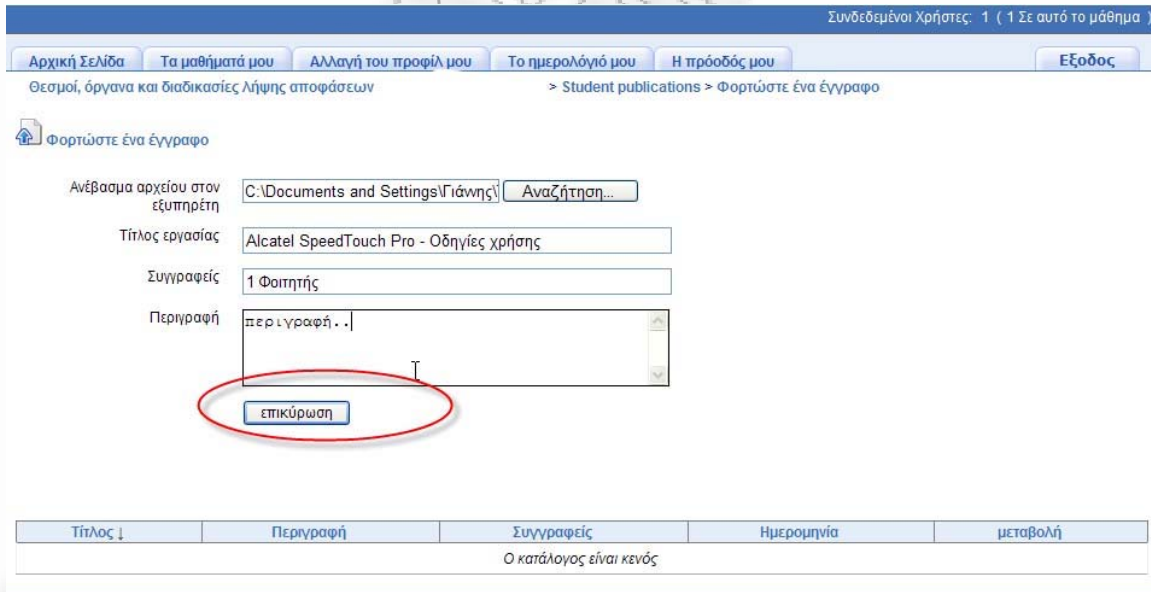 Συνδεδεμένοι Χρήστες: 1 ( 1 Σε αυτό το μάθημα )
Αρχική Σελίδα Τα μαθήματά μου Αλλαγή του προφίλ μου Το ημερολόγιό μου Η πρόοδός μου Εξοδος
Θεσμοί, όργανα και διαδικασίες λήψης αποφάσεων > Student publications > Φορτώστε ένα έγγραφο
Φορτώστε ένα έγγραφο
Ανέβασμα αρχείου στον
εξυπηρέτη
C:\Documents and Settings\Γιάννης\ Αναζήτηση...
Τίτλος εργασίας Alcatel SpeedTouch Pro - Οδηγίες χρήσης
Συγγραφείς 1 Φοιτητής
Περιγραφή περιγραφή..
επικύρωση
Τίτλος ↓ Περιγραφή Συγγραφείς Ημερομηνία μεταβολή
Ο κατάλογος είναι κενός